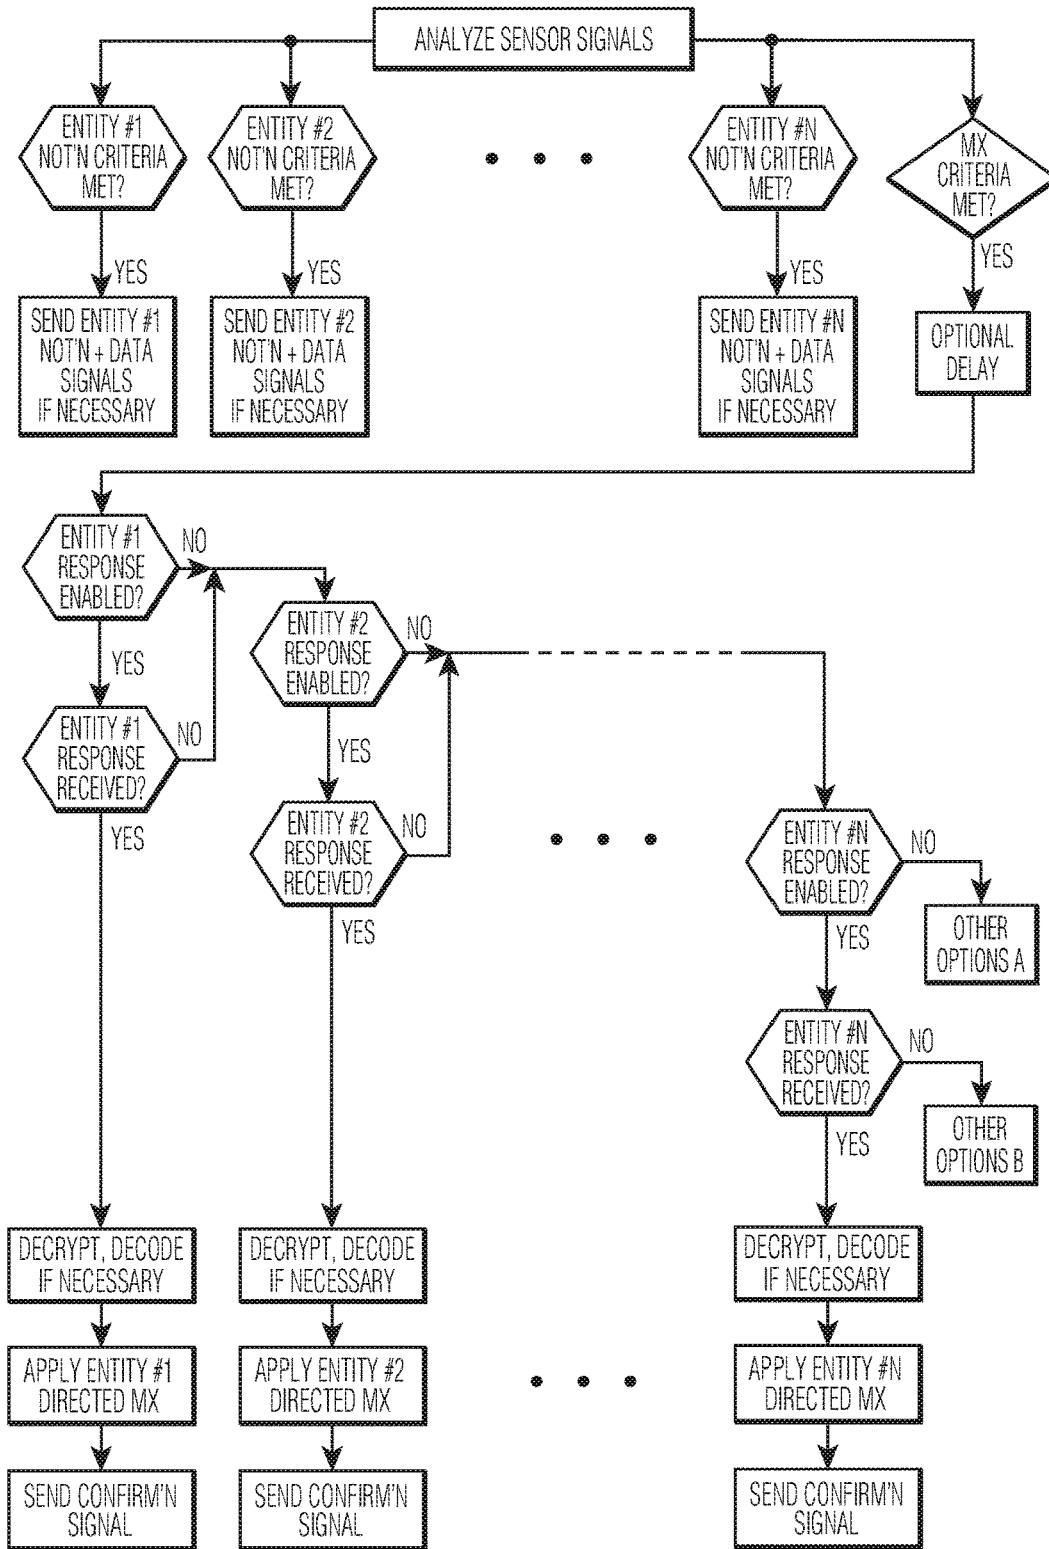 ANALYZE SENSOR SIGNALS
ENTITY #1
NOT'N CRITERIA
MET?
ENTITY #2
NOT'N CRITERIA
MET?
ENTITY #N
NOT'N CRITERIA
MET?
MX
CRITERIA
MET?
YES
YES
YES
YES
SEND ENTITY #1
NOT'N + DATA
SIGNALS
IF NECESSARY
SEND ENTITY #2
NOT'N + DATA
SIGNALS
IF NECESSARY
SEND ENTITY #N
NOT'N + DATA
SIGNALS
IF NECESSARY
OPTIONAL
DELAY
ENTITY #1
RESPONSE
ENABLED?
NO
YES
ENTITY #1
RESPONSE
RECEIVED?
NO
YES
ENTITY #2
RESPONSE
ENABLED?
NO
YES
ENTITY #2
RESPONSE
RECEIVED?
NO
YES
ENTITY #N
RESPONSE
ENABLED?
NO
YES
OTHER
OPTIONS A
ENTITY #N
RESPONSE
RECEIVED?
NO
YES
OTHER
OPTIONS B
DECRYPT, DECODE
IF NECESSARY
DECRYPT, DECODE
IF NECESSARY
DECRYPT, DECODE
IF NECESSARY
APPLY ENTITY #1
DIRECTED MX
APPLY ENTITY #2
DIRECTED MX
APPLY ENTITY #N
DIRECTED MX
SEND CONFIRM'N
SIGNAL
SEND CONFIRM'N
SIGNAL
SEND CONFIRM'N
SIGNAL